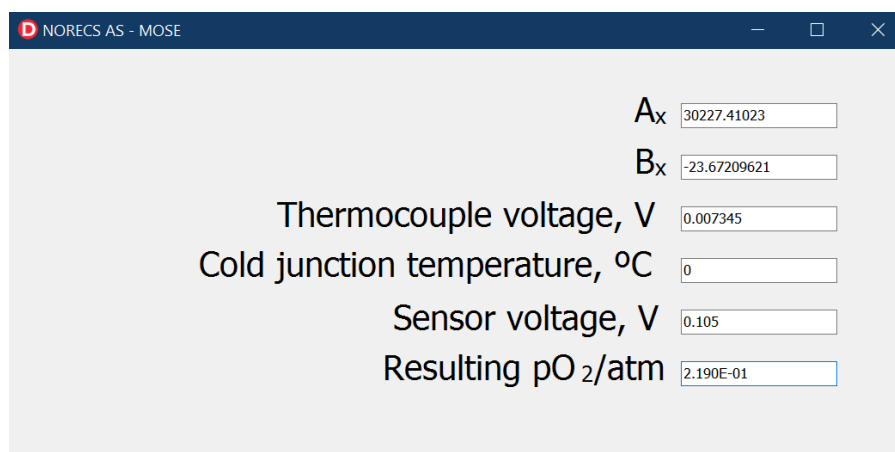 D NORECS AS - MOSE
Ax 30227.41023
Bx -23.67209621
Thermocouple voltage, V 0.007345
Cold junction temperature, ºC 0
Sensor voltage, V 0.105
Resulting pO2/atm 2.190E-01